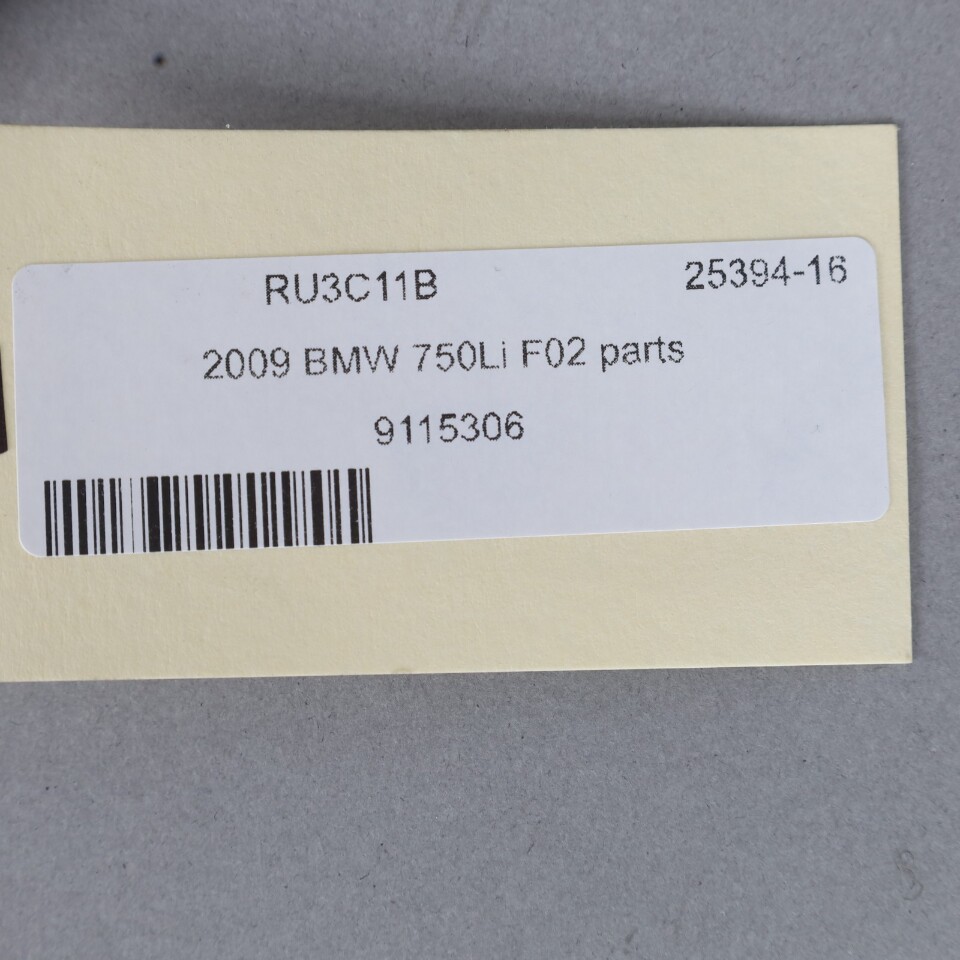 RU3C11B 25394-16
2009 BMW 750Li F02 parts
9115306